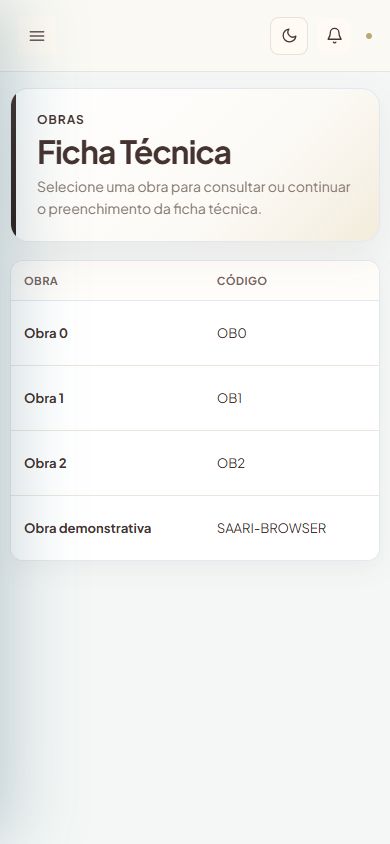 OBRAS
Ficha Técnica
Selecione uma obra para consultar ou continuar
o preenchimento da ficha técnica.
OBRA CÓDIGO
Obra 0 OB0
Obra 1 OB1
Obra 2 OB2
Obra demonstrativa SAARI-BROWSER